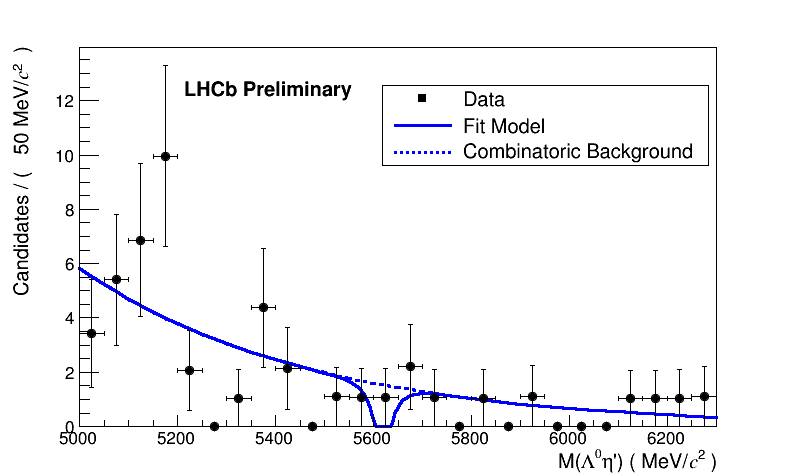 Candidates / ( 50 MeV/c² )
LHCb Preliminary
Data
Fit Model
Combinatoric Background
12
10
8
6
4
2
0
5000 5200 5400 5600 5800 6000 6200
M(Λ⁰η') ( MeV/c² )